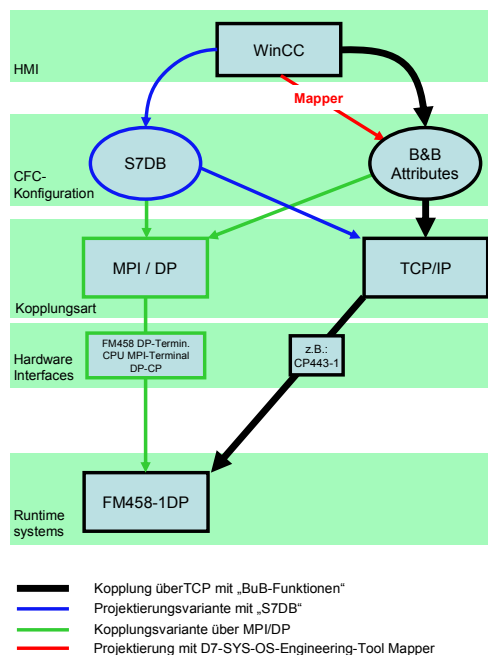 WinCC
HMI
Mapper
S7DB
B&B
Attributes
CFC-
Konfiguration
MPI / DP
TCP/IP
Kopplungsart
FM458 DP-Termin.
CPU MPI-Terminal
DP-CP
z.B.:
CP443-1
Hardware
Interfaces
FM458-1DP
Runtime
systems
Kopplung überTCP mit „BuB-Funktionen“
Projektierungsvariante mit „S7DB“
Kopplungsvariante über MPI/DP
Projektierung mit D7-SYS-OS-Engineering-Tool Mapper